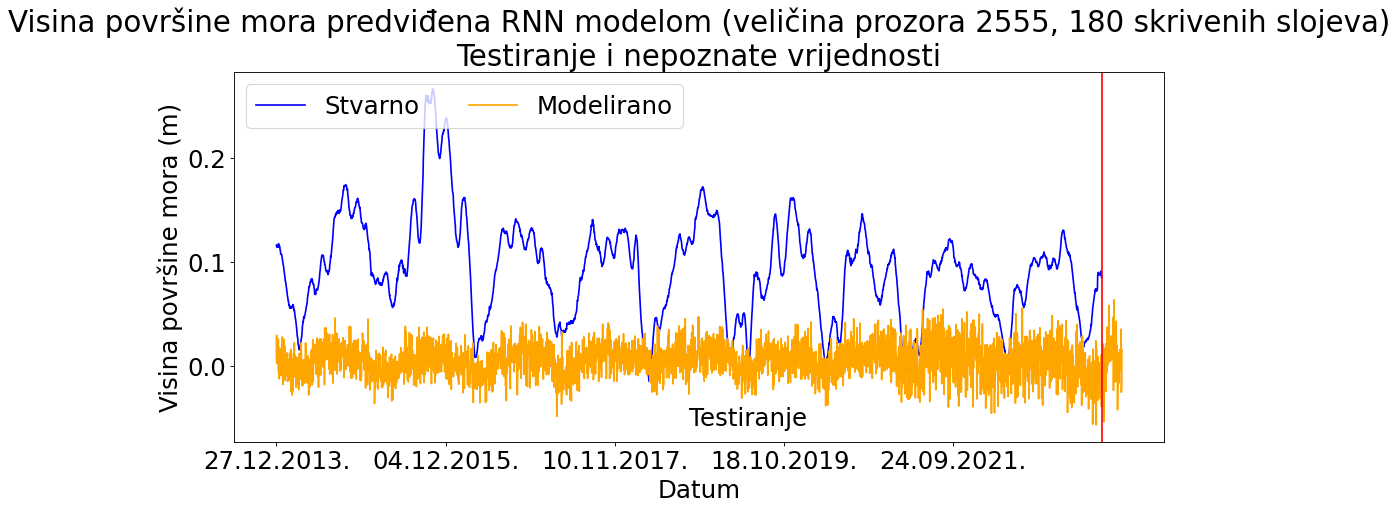 Visina površine mora predviđena RNN modelom (veličina prozora 2555, 180 skrivenih slojeva)
Testiranje i nepoznate vrijednosti
Stvarno Modelirano
Visina površine mora (m)
0.2
0.1
0.0
Testiranje
27.12.2013. 04.12.2015. 10.11.2017. 18.10.2019. 24.09.2021.
Datum